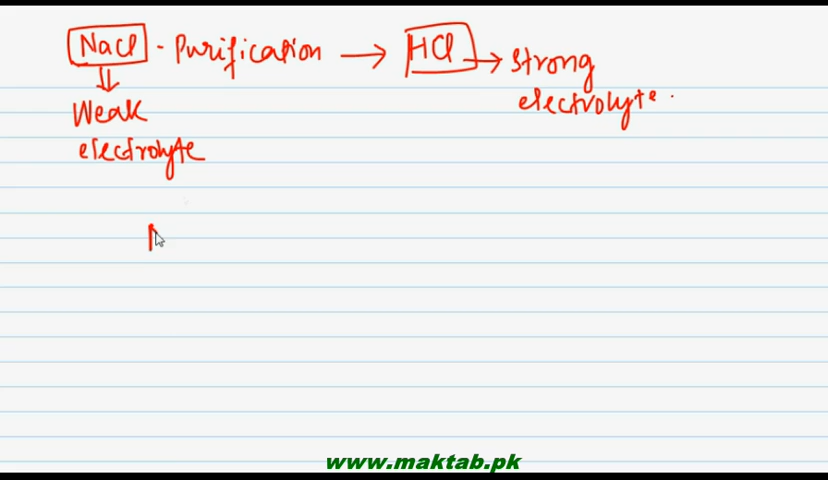 NaCl - Purification → HCl → Strong
electrolyte.
⇓
Weak
electrolyte
www.maktab.pk